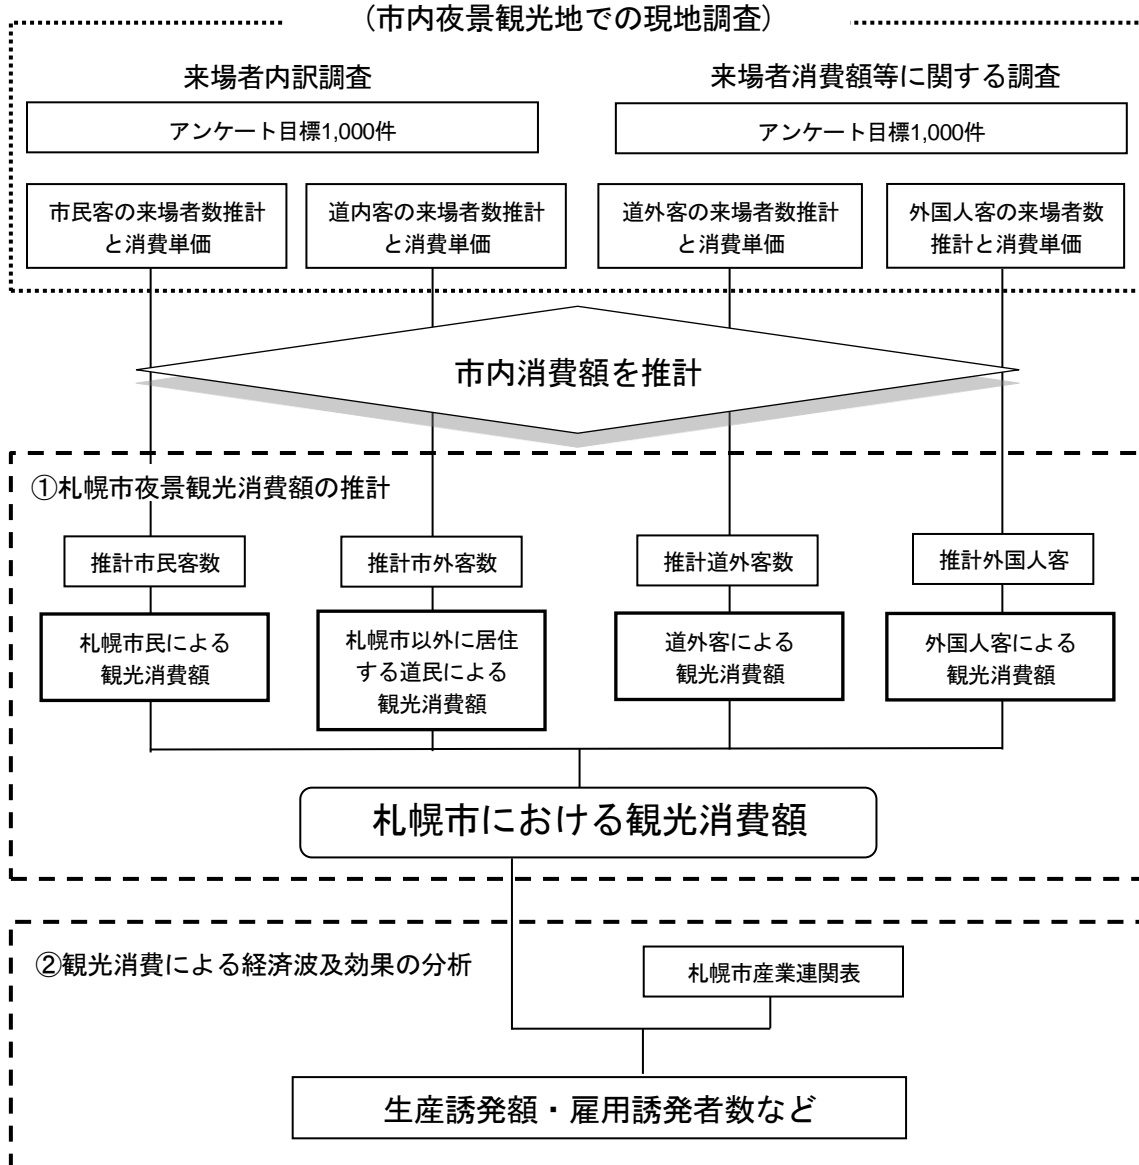 (市内夜景観光地での現地調査)
来場者内訳調査
来場者消費額等に関する調査
アンケート目標1,000件
アンケート目標1,000件
市民客の来場者数推計
と消費単価
道内客の来場者数推計
と消費単価
道外客の来場者数推計
と消費単価
外国人客の来場者数
推計と消費単価
市内消費額を推計
①札幌市夜景観光消費額の推計
推計市民客数
推計市外客数
推計道外客数
推計外国人客
札幌市民による
観光消費額
札幌市以外に居住
する道民による
観光消費額
道外客による
観光消費額
外国人客による
観光消費額
札幌市における観光消費額
②観光消費による経済波及効果の分析
札幌市産業連関表
生産誘発額・雇用誘発者数など